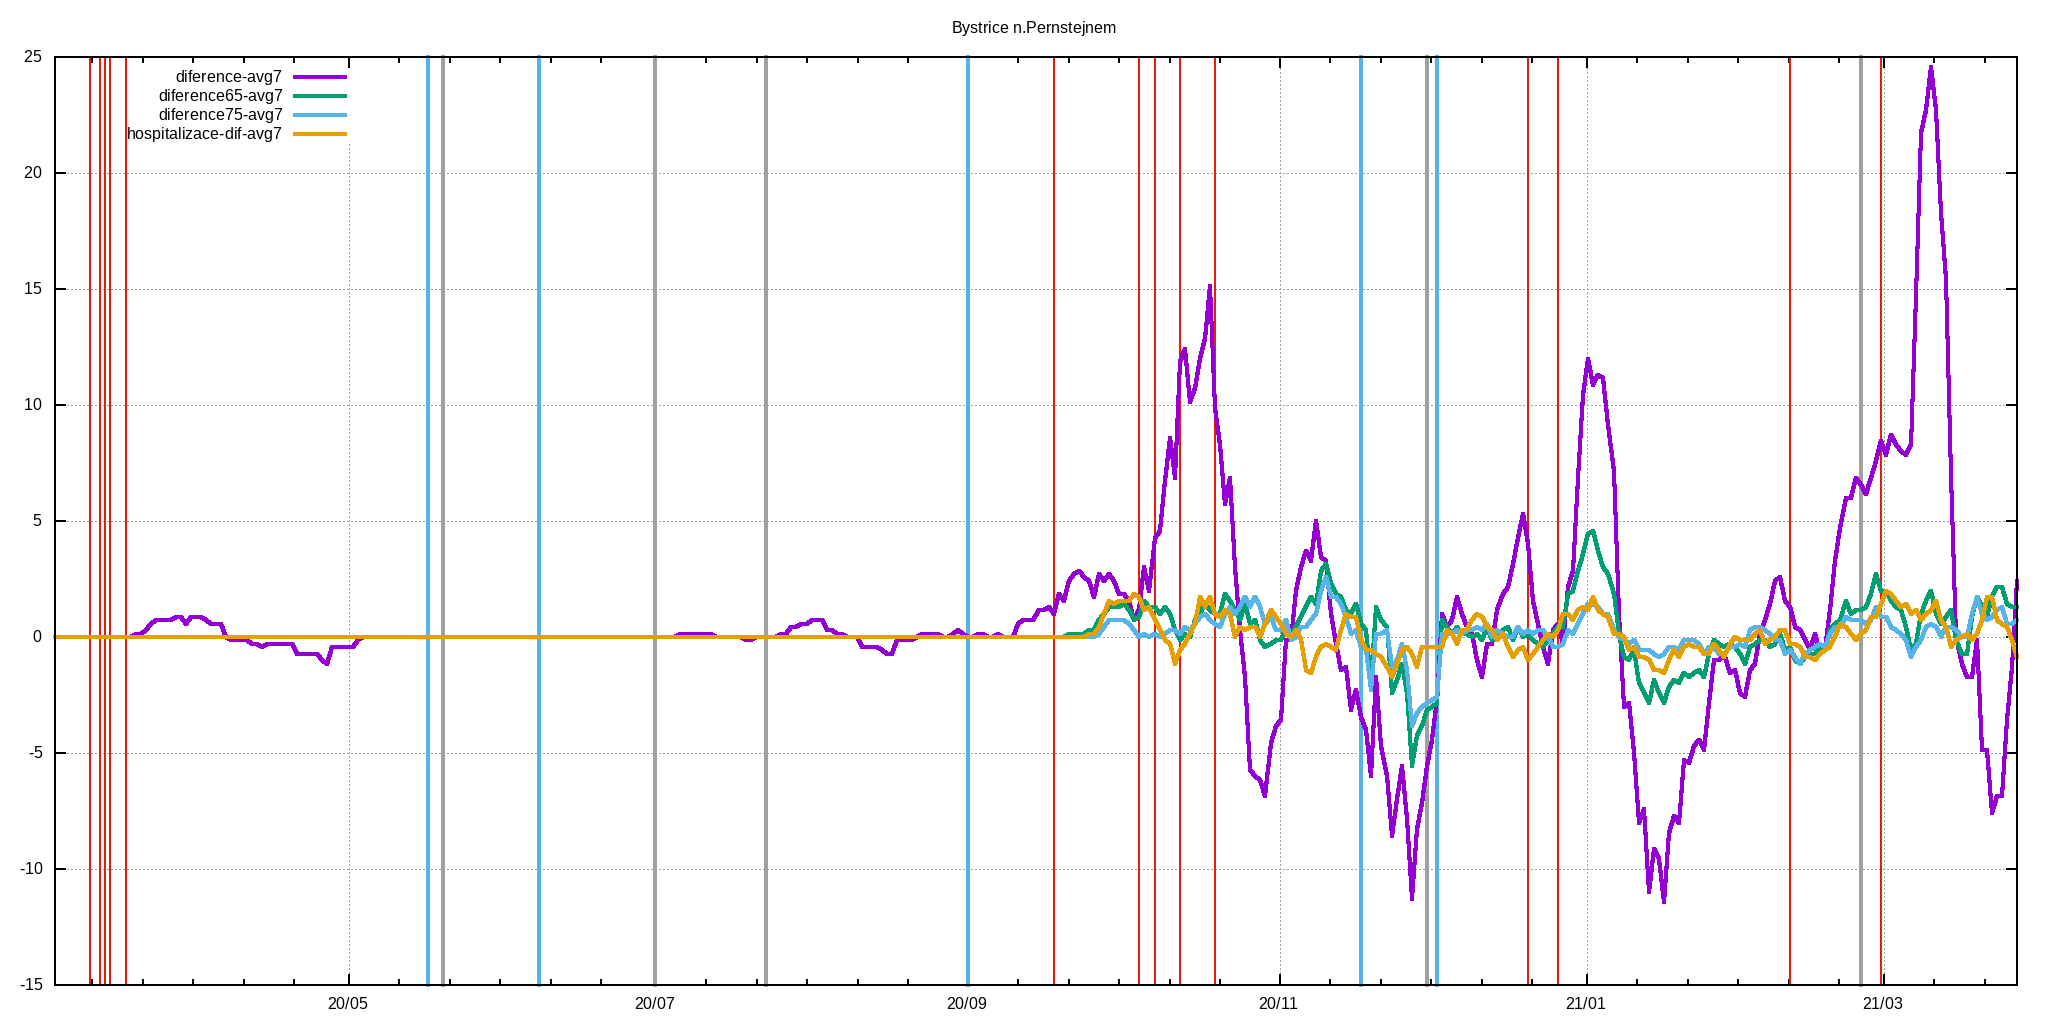 Bystrice n.Pernstejnem
25
20
15
10
5
0
-5
-10
-15
diference-avg7
diference65-avg7
diference75-avg7
hospitalizace-dif-avg7
20/05 20/07 20/09 20/11 21/01 21/03